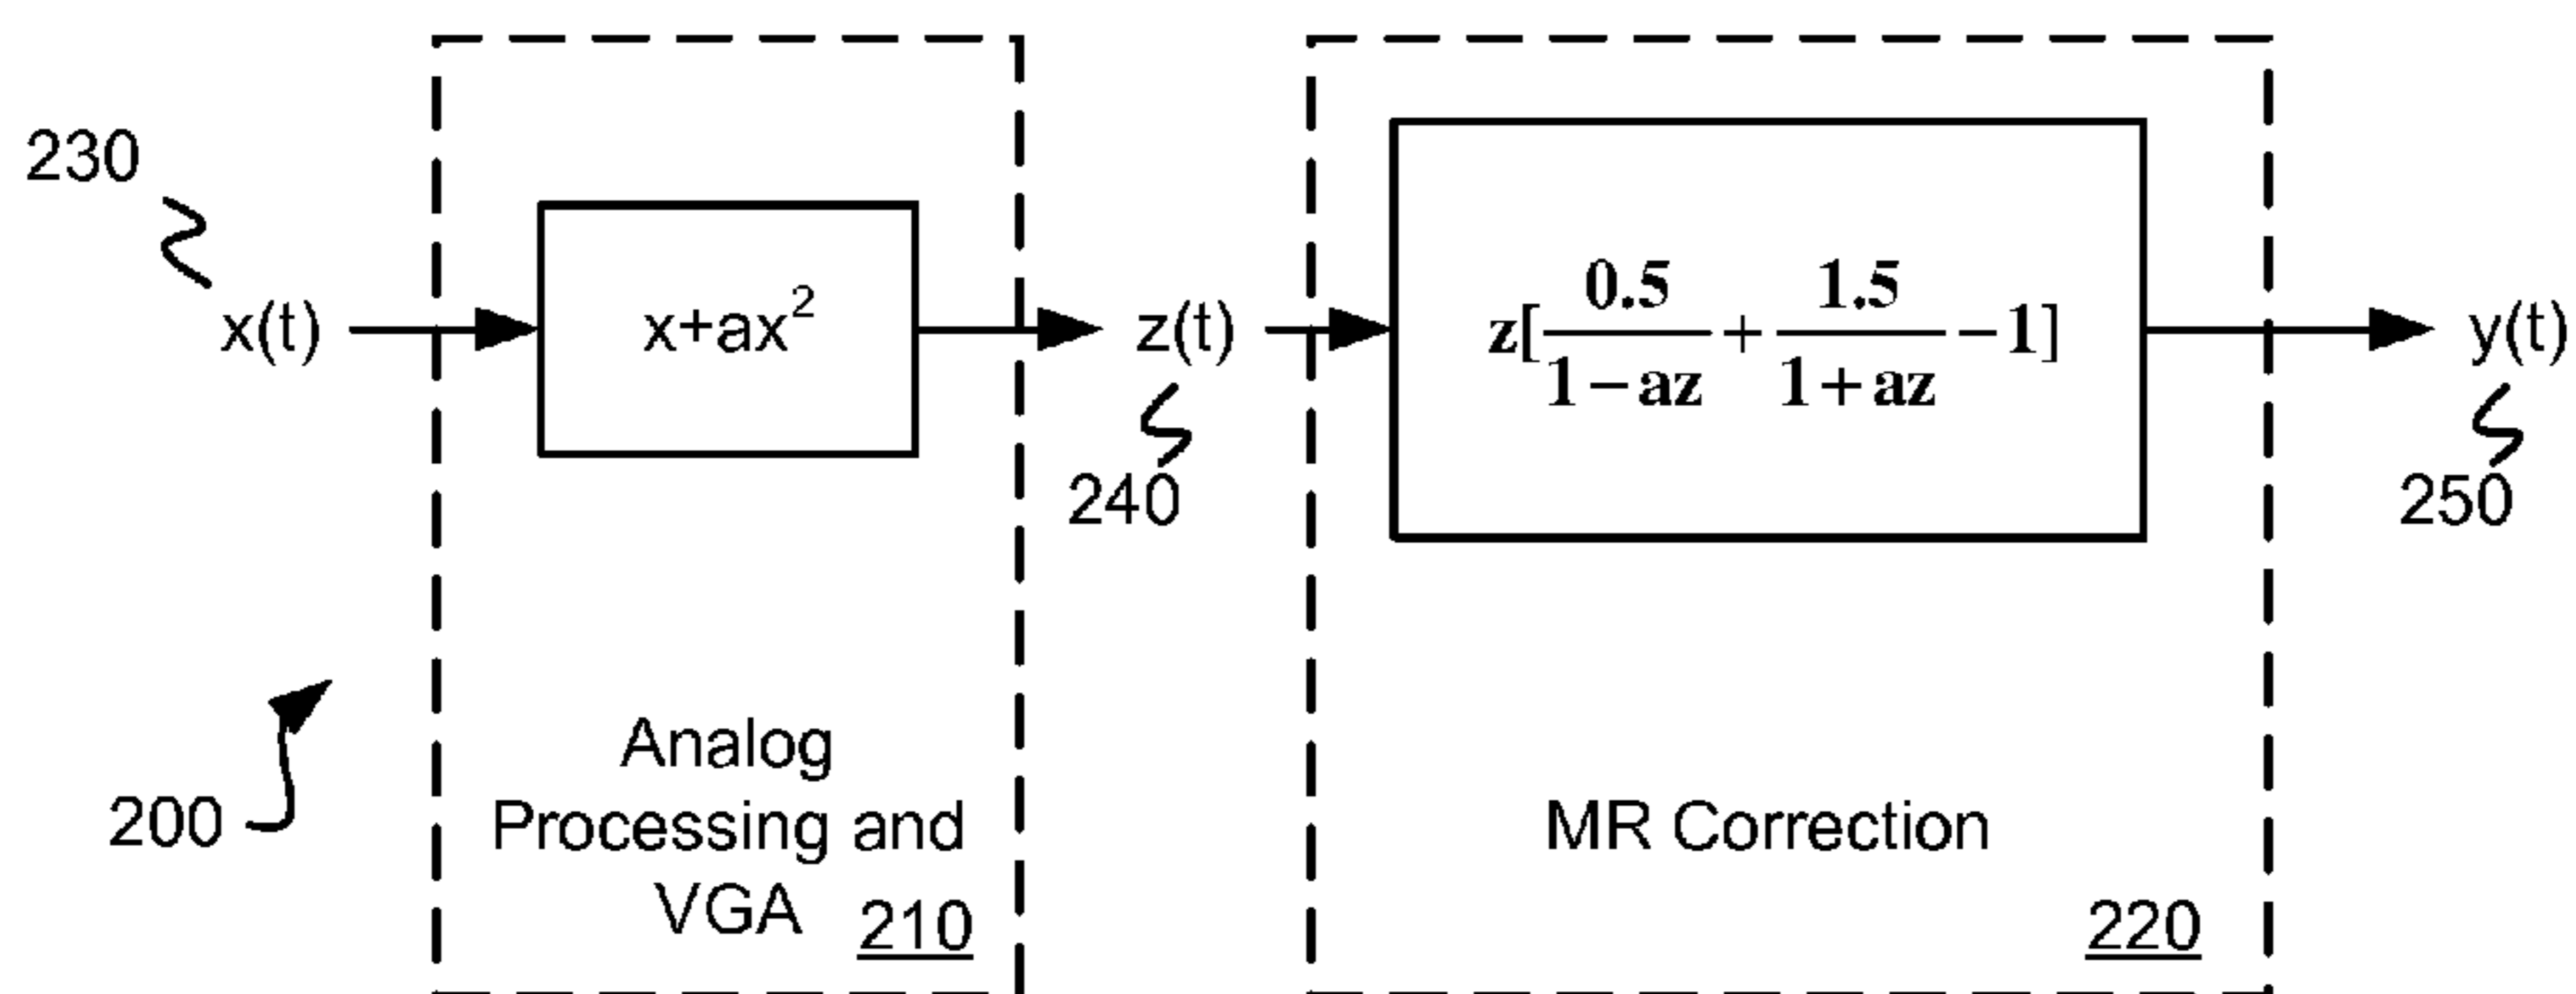 230
x(t)
x+ax²
z(t)
z[0.5/(1−az) + 1.5/(1+az) −1]
y(t)
240
250
200
Analog
Processing and
VGA 210
MR Correction
220